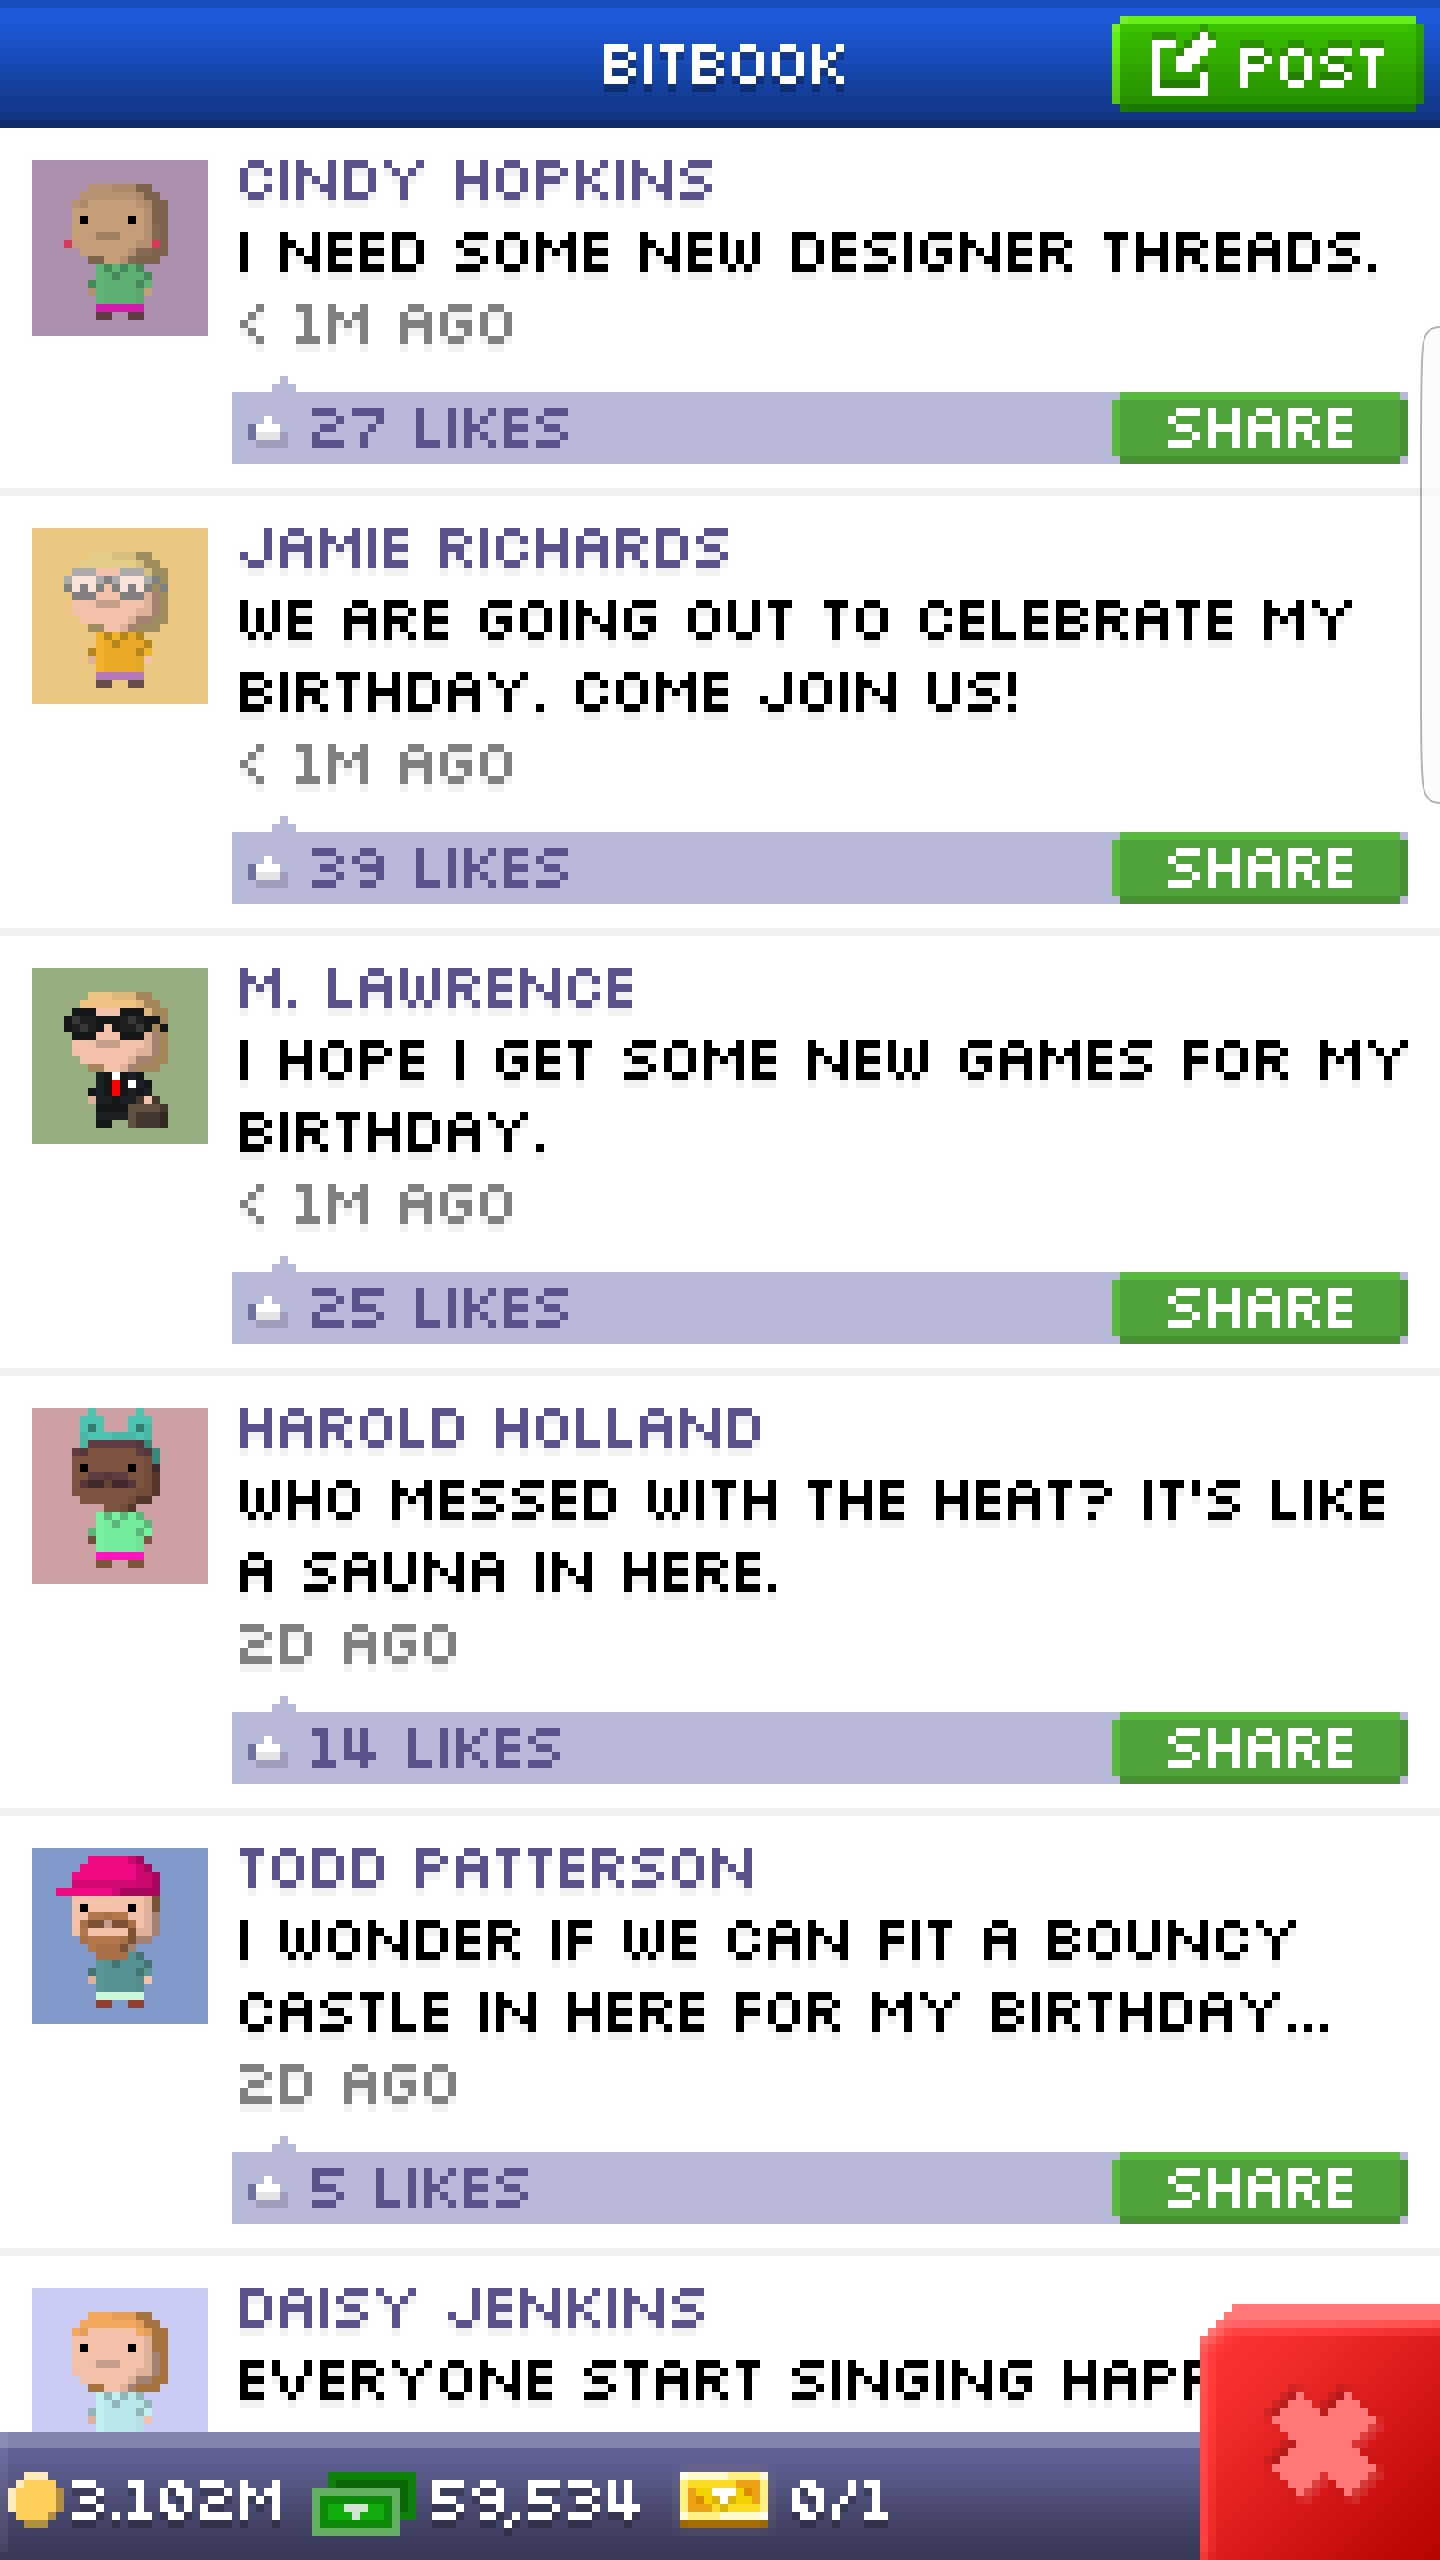 BITBOOK
POST
CINDY HOPKINS
I NEED SOME NEW DESIGNER THREADS.
< 1M AGO
27 LIKES
SHARE
JAMIE RICHARDS
WE ARE GOING OUT TO CELEBRATE MY
BIRTHDAY. COME JOIN US!
< 1M AGO
39 LIKES
SHARE
M. LAWRENCE
I HOPE I GET SOME NEW GAMES FOR MY
BIRTHDAY.
< 1M AGO
25 LIKES
SHARE
HAROLD HOLLAND
WHO MESSED WITH THE HEAT? IT'S LIKE
A SAUNA IN HERE.
2D AGO
14 LIKES
SHARE
TODD PATTERSON
I WONDER IF WE CAN FIT A BOUNCY
CASTLE IN HERE FOR MY BIRTHDAY...
2D AGO
5 LIKES
SHARE
DAISY JENKINS
EVERYONE START SINGING
3.102M 59,534 0/1